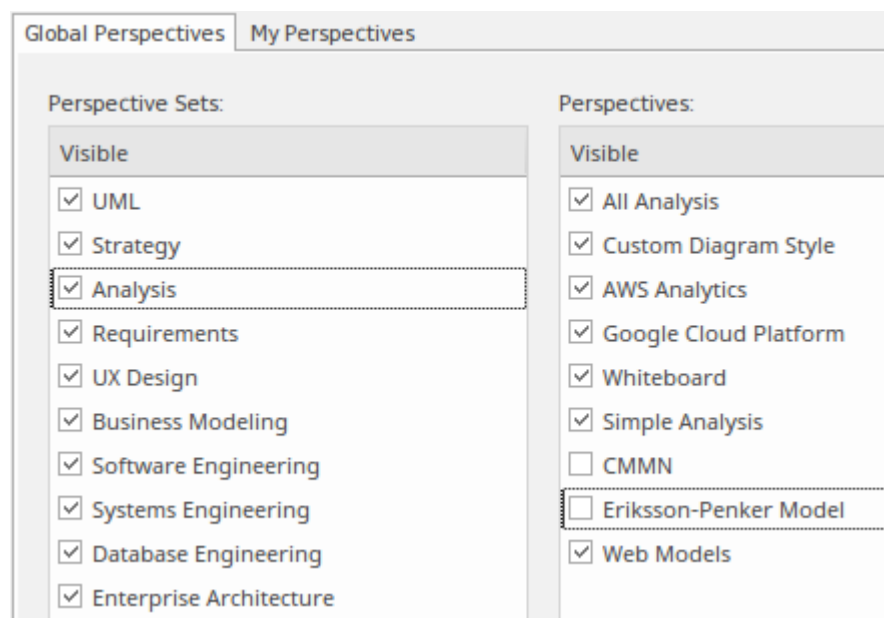 Global Perspectives My Perspectives
Perspective Sets:
Visible
UML
Strategy
Analysis
Requirements
UX Design
Business Modeling
Software Engineering
Systems Engineering
Database Engineering
Enterprise Architecture
Perspectives:
Visible
All Analysis
Custom Diagram Style
AWS Analytics
Google Cloud Platform
Whiteboard
Simple Analysis
CMMN
Eriksson-Penker Model
Web Models